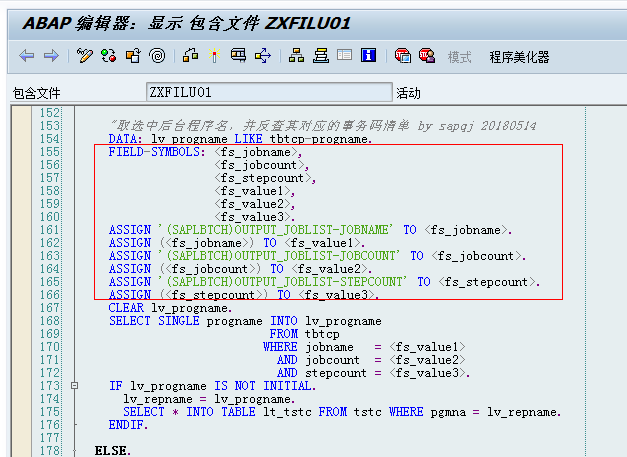 ABAP 编辑器：显示 包含文件 ZXFILU01
模式 程序美化器
包含文件 ZXFILU01 活动
152
153 "取选中后台程序名，并反查其对应的事务码清单 by sapqj 20180514
154 DATA: lv_progname LIKE tbtcp-progname.
155 FIELD-SYMBOLS: <fs_jobname>,
156 <fs_jobcount>,
157 <fs_stepcount>,
158 <fs_value1>,
159 <fs_value2>,
160 <fs_value3>.
161 ASSIGN '(SAPLBTCH)OUTPUT_JOBLIST-JOBNAME' TO <fs_jobname>.
162 ASSIGN (<fs_jobname>) TO <fs_value1>.
163 ASSIGN '(SAPLBTCH)OUTPUT_JOBLIST-JOBCOUNT' TO <fs_jobcount>.
164 ASSIGN (<fs_jobcount>) TO <fs_value2>.
165 ASSIGN '(SAPLBTCH)OUTPUT_JOBLIST-STEPCOUNT' TO <fs_stepcount>.
166 ASSIGN (<fs_stepcount>) TO <fs_value3>.
167 CLEAR lv_progname.
168 SELECT SINGLE progname INTO lv_progname
169 FROM tbtcp
170 WHERE jobname = <fs_value1>
171 AND jobcount = <fs_value2>
172 AND stepcount = <fs_value3>.
173 IF lv_progname IS NOT INITIAL.
174 lv_repname = lv_progname.
175 SELECT * INTO TABLE lt_tstc FROM tstc WHERE pgmna = lv_repname.
176 ENDIF.
177
178 ELSE.